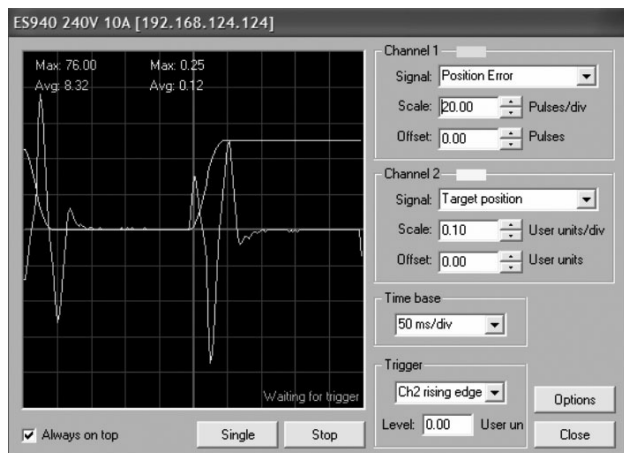 ES940 240V 10A [192.168.124.124]
Max: 76.00 Max: 0.25
Avg: 8.32 Avg: 0.12
Waiting for trigger
Always on top
Single
Stop
Channel 1
Signal: Position Error
Scale: 20.00 Pulses/div
Offset: 0.00 Pulses
Channel 2
Signal: Target position
Scale: 0.10 User units/div
Offset: 0.00 User units
Time base
50 ms/div
Trigger
Ch2 rising edge
Level: 0.00 User un
Options
Close